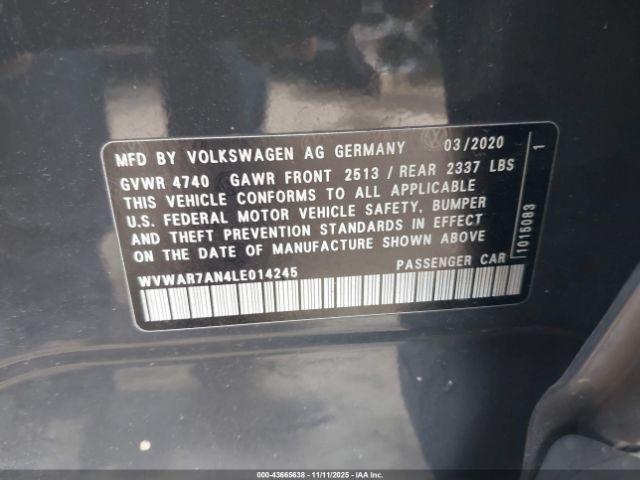 MFD BY VOLKSWAGEN AG GERMANY 03/2020
GVWR 4740 GAWR FRONT 2513 / REAR 2337 LBS
THIS VEHICLE CONFORMS TO ALL APPLICABLE
U.S. FEDERAL MOTOR VEHICLE SAFETY, BUMPER
AND THEFT PREVENTION STANDARDS IN EFFECT
ON THE DATE OF MANUFACTURE SHOWN ABOVE
WVWAR7AN4LE014245 PASSENGER CAR
1015083 1
000-43665638 - 11/11/2025 - IAAI Inc.